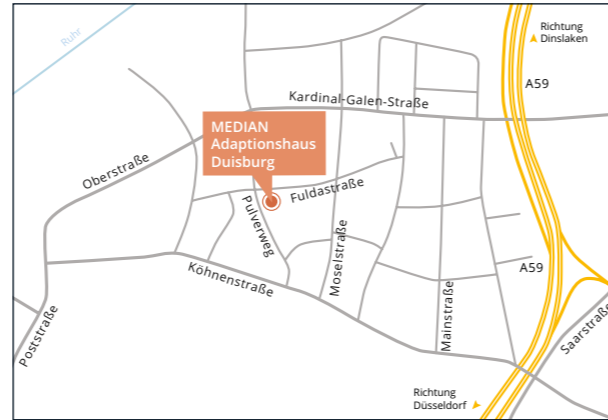 Ruhr
Richtung
Dinslaken
A59
Kardinal-Galen-Straße
MEDIAN
Adaptionshaus
Duisburg
Oberstraße
Fuldastraße
Pulverweg
Moselstraße
Köhnenstraße
A59
Mainstraße
Saarstraße
Poststraße
Richtung
Düsseldorf